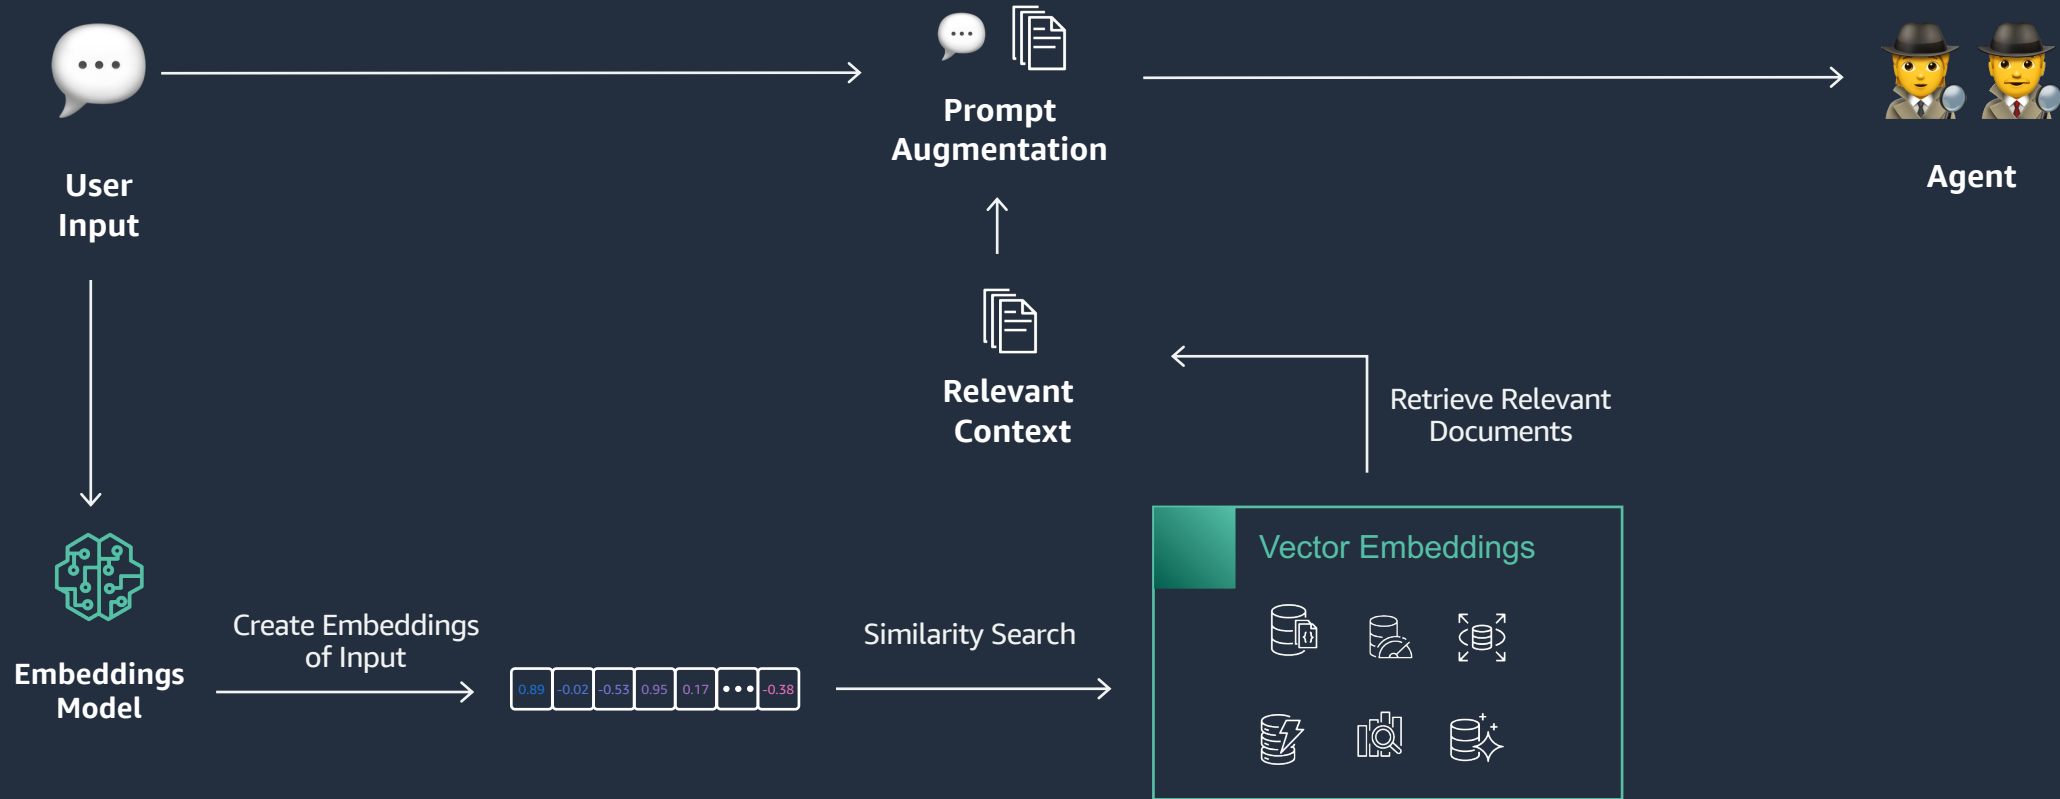 Prompt
Augmentation
User
Input
Agent
Relevant
Context
Retrieve Relevant
Documents
Vector Embeddings
Embeddings
Model
Create Embeddings
of Input
0.89 -0.02 -0.53 0.95 0.17 ••• -0.38
Similarity Search